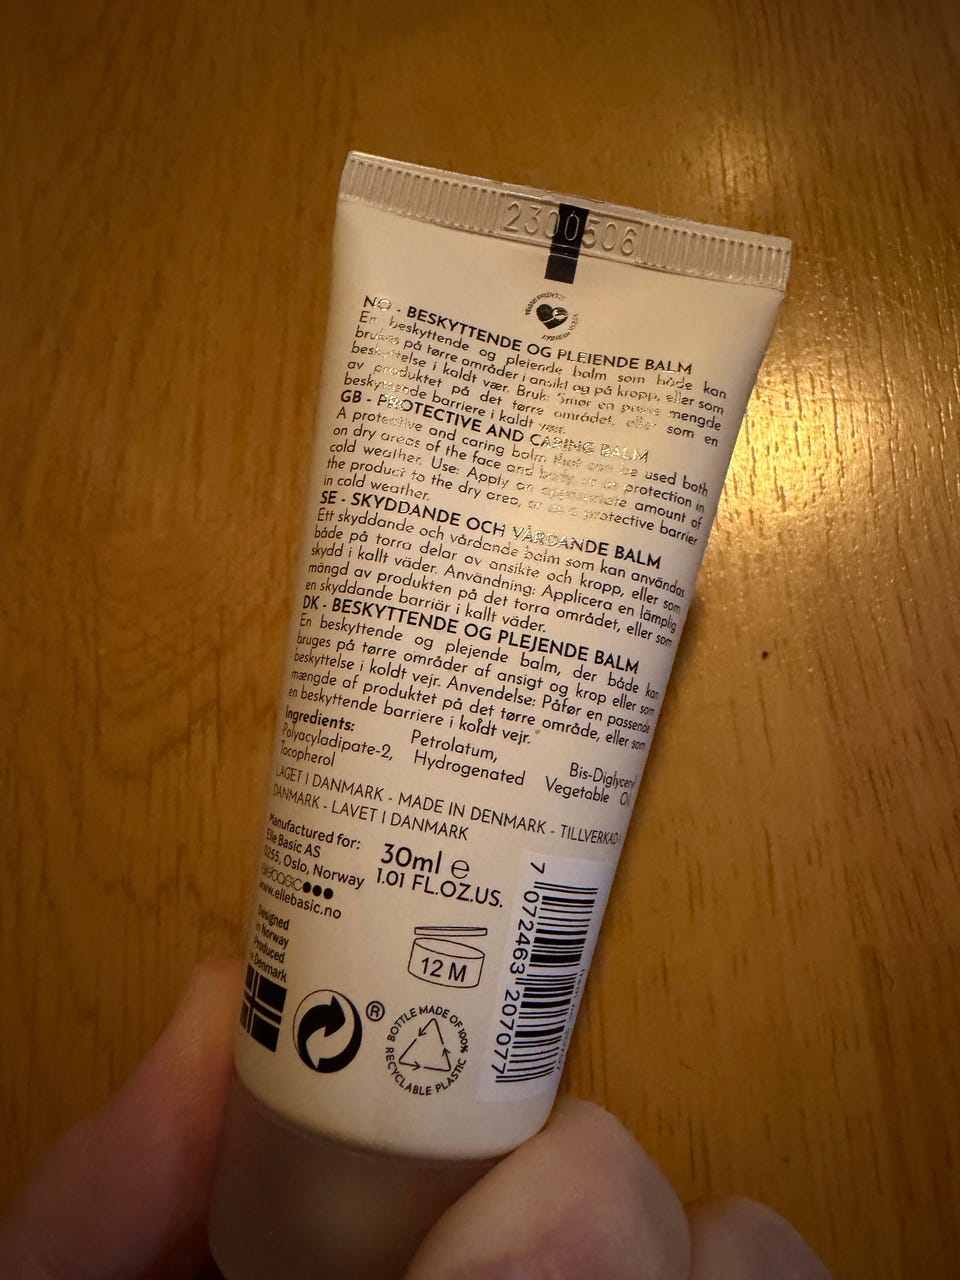 2300506
NO - BESKYTTENDE OG PLEIENDE BALM
En beskyttende og pleiende balm som både kan
brukes på tørre områder i ansikt og på kropp, eller som
beskyttelse i kaldt vær. Bruk: Smør en passe mengde
av produktet på det tørre området, eller som en
beskyttende barriere i kaldt vær.
GB - PROTECTIVE AND CARING BALM
A protective and caring balm that can be used both
on dry areas of the face and body, or as protection in
cold weather. Use: Apply an appropriate amount of
the product to the dry area, or as a protective barrier
in cold weather.
SE - SKYDDANDE OCH VÅRDANDE BALM
Ett skyddande och vårdande balm som kan användas
både på torra delar av ansikte och kropp, eller som
skydd i kallt väder. Användning: Applicera en lämplig
mängd av produkten på det torra området, eller som
en skyddande barriär i kallt väder.
DK - BESKYTTENDE OG PLEJENDE BALM
En beskyttende og plejende balm, der både kan
bruges på tørre områder af ansigt og krop eller som
beskyttelse i koldt vejr. Anvendelse: Påfør en passende
mængde af produktet på det tørre område, eller som
en beskyttende barriere i koldt vejr.
Ingredients: Petrolatum, Bis-Diglyceryl
Polyacyladipate-2, Hydrogenated Vegetable Oil,
Tocopherol
LAGET I DANMARK - MADE IN DENMARK - TILLVERKAD I
DANMARK - LAVET I DANMARK
Manufactured for:
Elle Basic AS
0255, Oslo, Norway
ellebasic
www.ellebasic.no
30ml e
1.01 FL.OZ.US.
Designed
in Norway
Produced
in Denmark
12 M
®
BOTTLE MADE OF 100%
RECYCLABLE PLASTIC
7 072463 207077